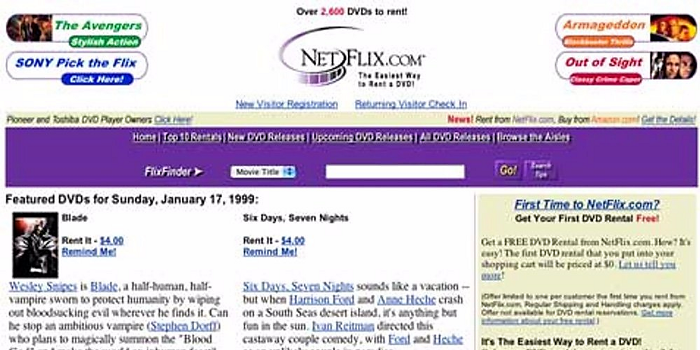 Over 2,600 DVDs to rent!
The Avengers
Stylish Action
SONY Pick the Flix
Click Here!
NETFLIX.COM
The Easiest Way
to Rent a DVD!
Armageddon
Blockbuster Thrills
Out of Sight
Classy Crime Caper
New Visitor Registration Returning Visitor Check In
Pioneer and Toshiba DVD Player Owners Click Here!
News! Rent from NetFlix.com, Buy from Amazon.com! Get the Details!
Home | Top 10 Rentals | New DVD Releases | Upcoming DVD Releases | All DVD Releases | Browse the Aisles
FlixFinder Movie Title Go! Search Tips
Featured DVDs for Sunday, January 17, 1999:
Blade
Rent It - $4.00
Remind Me!
Wesley Snipes is Blade, a half-human, half-
vampire sworn to protect humanity by wiping
out bloodsucking evil wherever he finds it. Can
he stop an ambitious vampire (Stephen Dorff)
who plans to magically summon the "Blood
Six Days, Seven Nights
Rent It - $4.00
Remind Me!
Six Days, Seven Nights sounds like a vacation --
but when Harrison Ford and Anne Heche crash
on a South Seas desert island, it's anything but
fun in the sun. Ivan Reitman directed this
castaway couple comedy, with Ford and Heche
First Time to NetFlix.com?
Get Your First DVD Rental Free!
Get a FREE DVD Rental from NetFlix.com. How? It's
easy! The first DVD rental that you put into your
shopping cart will be priced at $0. Let us tell you
more!
(Offer limited to one per customer the first time you rent from
NetFlix.com, Regular Shipping and Handling charges apply.
Offer not available for DVD rental reservations. Get more
information about your free rental.)
It's The Easiest Way to Rent a DVD!